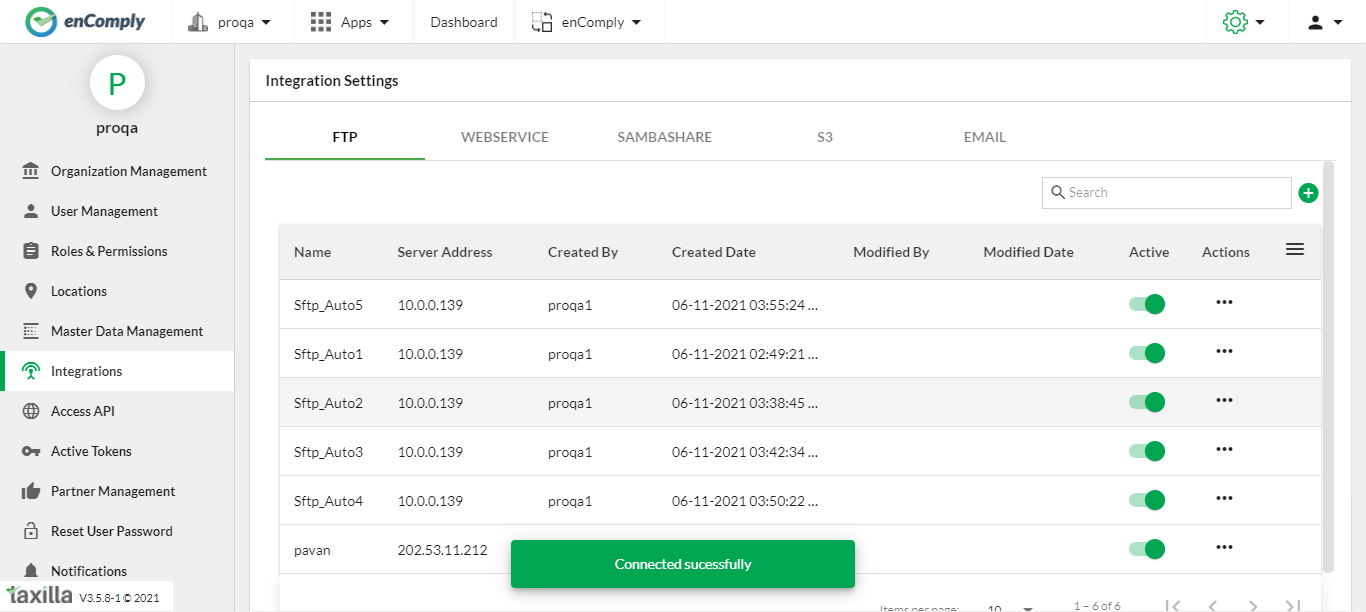 enComply proqa Apps Dashboard enComply
P
proqa
Organization Management
User Management
Roles & Permissions
Locations
Master Data Management
Integrations
Access API
Active Tokens
Partner Management
Reset User Password
Notifications
taxilla V3.5.8-1 © 2021
Integration Settings
FTP WEBSERVICE SAMBASHARE S3 EMAIL
Search
Name Server Address Created By Created Date Modified By Modified Date Active Actions
Sftp_Auto5 10.0.0.139 proqa1 06-11-2021 03:55:24 ...
Sftp_Auto1 10.0.0.139 proqa1 06-11-2021 02:49:21 ...
Sftp_Auto2 10.0.0.139 proqa1 06-11-2021 03:38:45 ...
Sftp_Auto3 10.0.0.139 proqa1 06-11-2021 03:42:34 ...
Sftp_Auto4 10.0.0.139 proqa1 06-11-2021 03:50:22 ...
pavan 202.53.11.212
Connected sucessfully
Items per page: 10 1 – 6 of 6